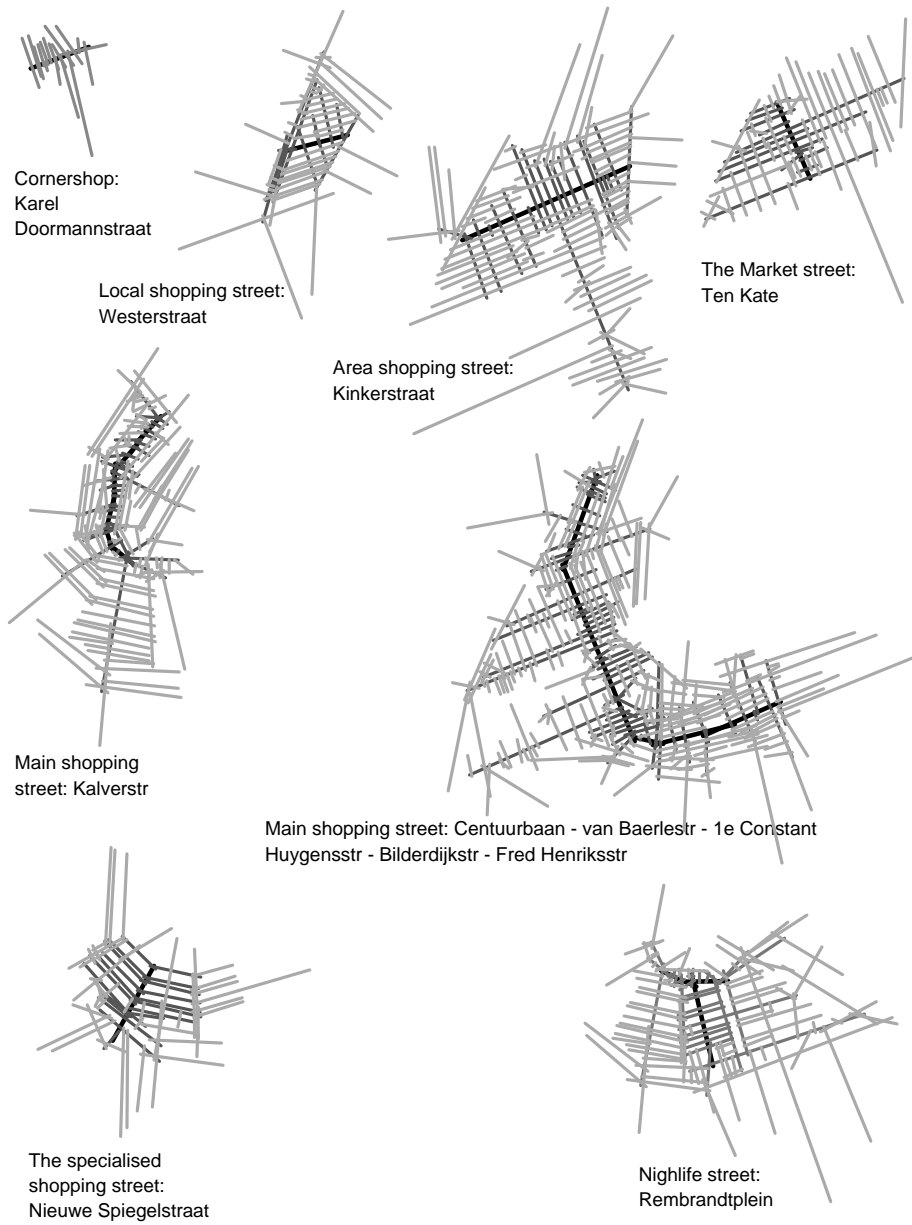 Cornershop:
Karel
Doormannstraat
Local shopping street:
Westerstraat
Area shopping street:
Kinkerstraat
The Market street:
Ten Kate
Main shopping
street: Kalverstr
Main shopping street: Centuurbaan - van Baerlestr - 1e Constant
Huygensstr - Bilderdijkstr - Fred Henriksstr
The specialised
shopping street:
Nieuwe Spiegelstraat
Nighlife street:
Rembrandtplein